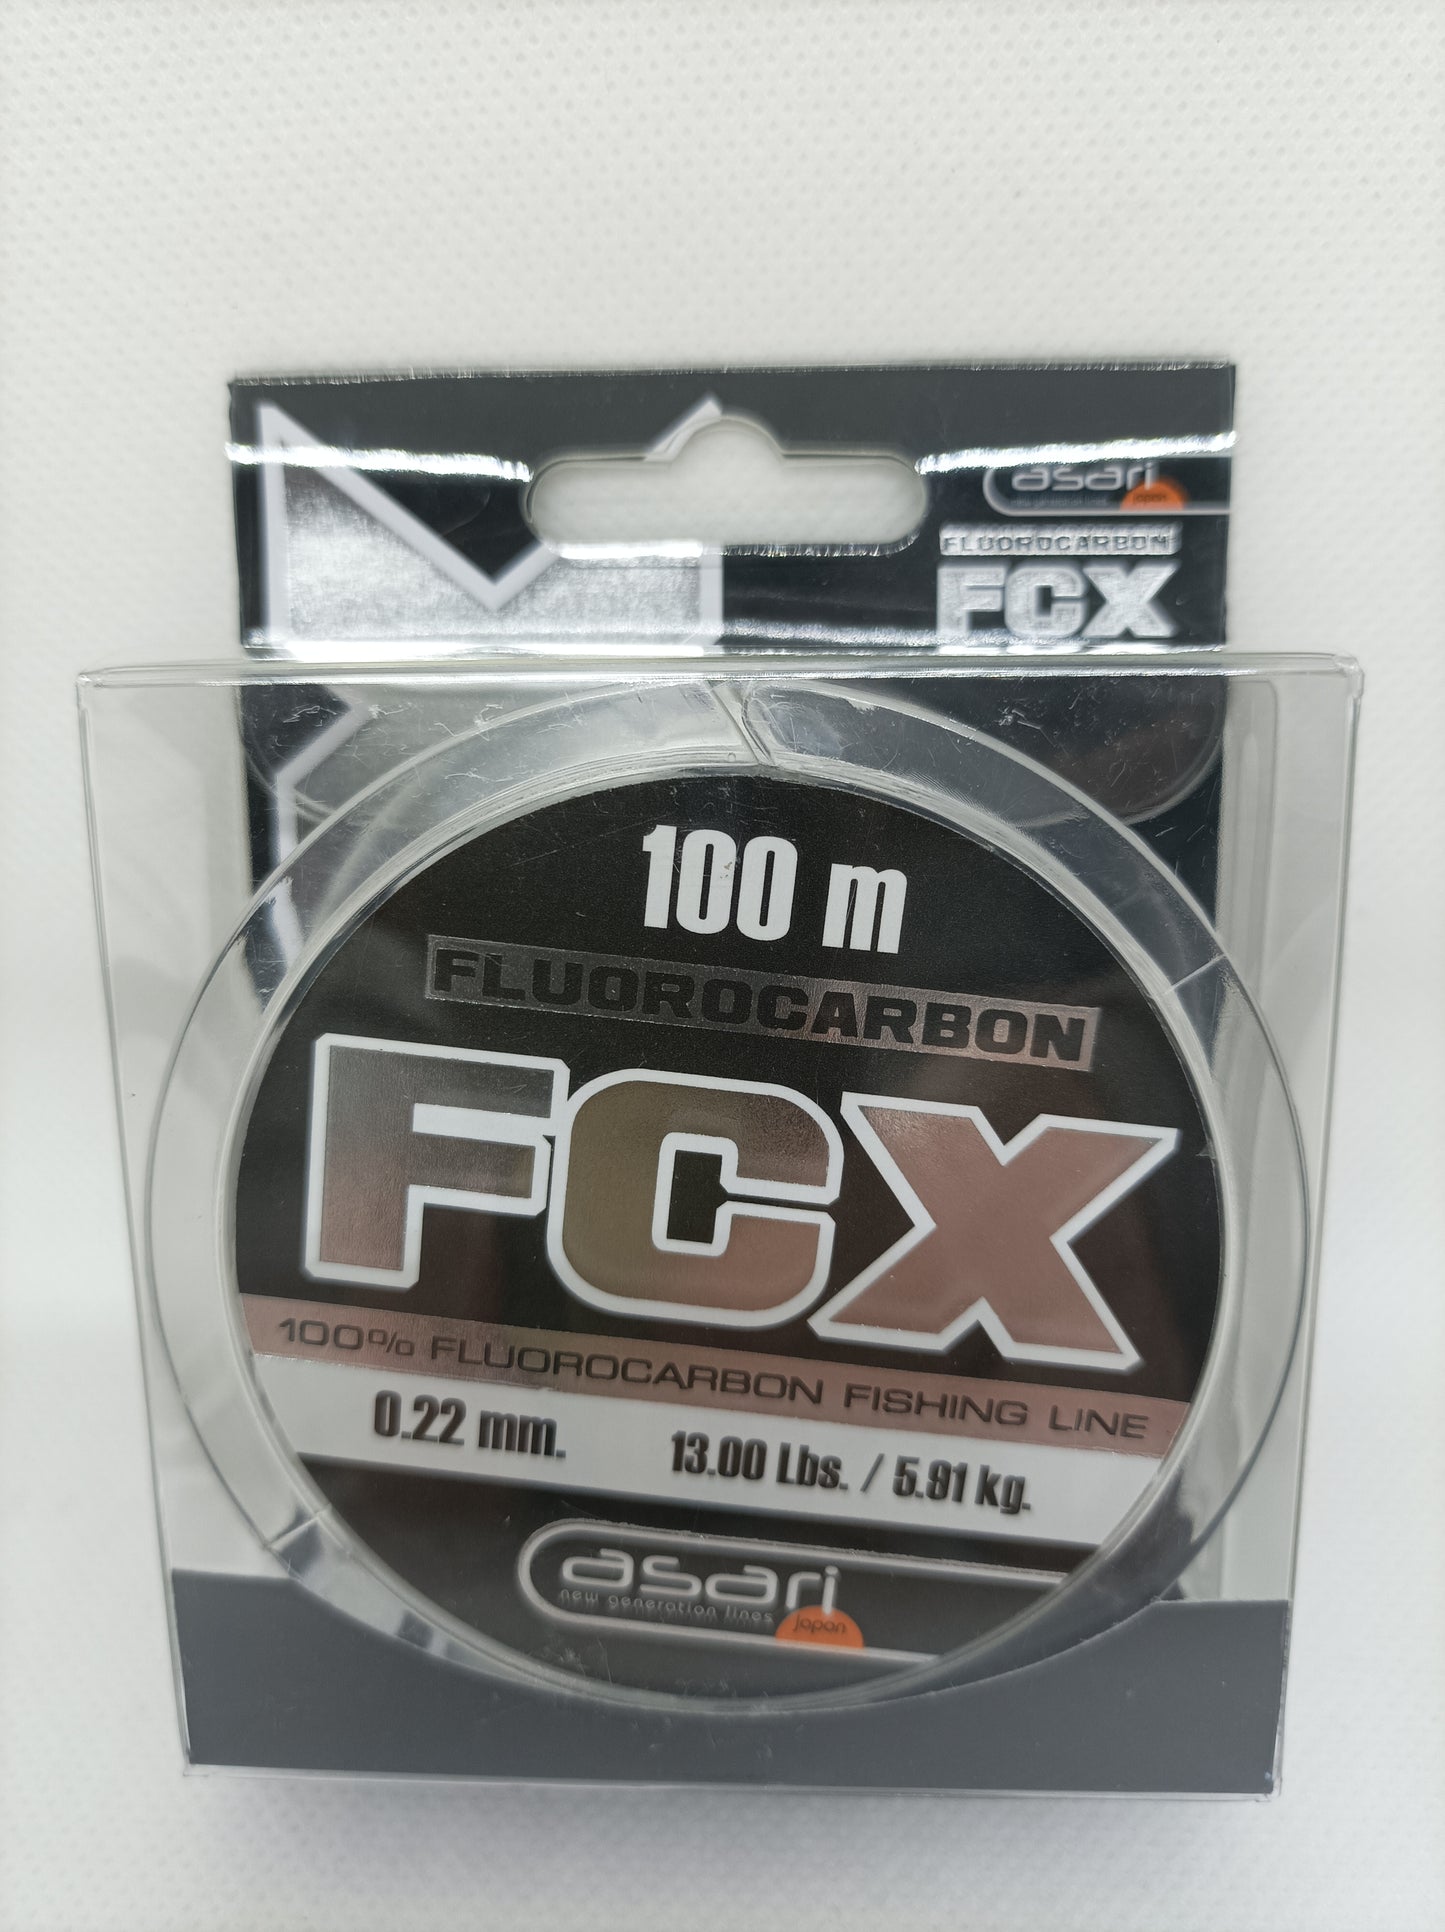 asari
new generation lines japan
FLUOROCARBON
FCX
100 m
FLUOROCARBON
FCX
100% FLUOROCARBON FISHING LINE
0.22 mm. 13.00 Lbs. / 5.91 kg.
asari
new generation lines japan